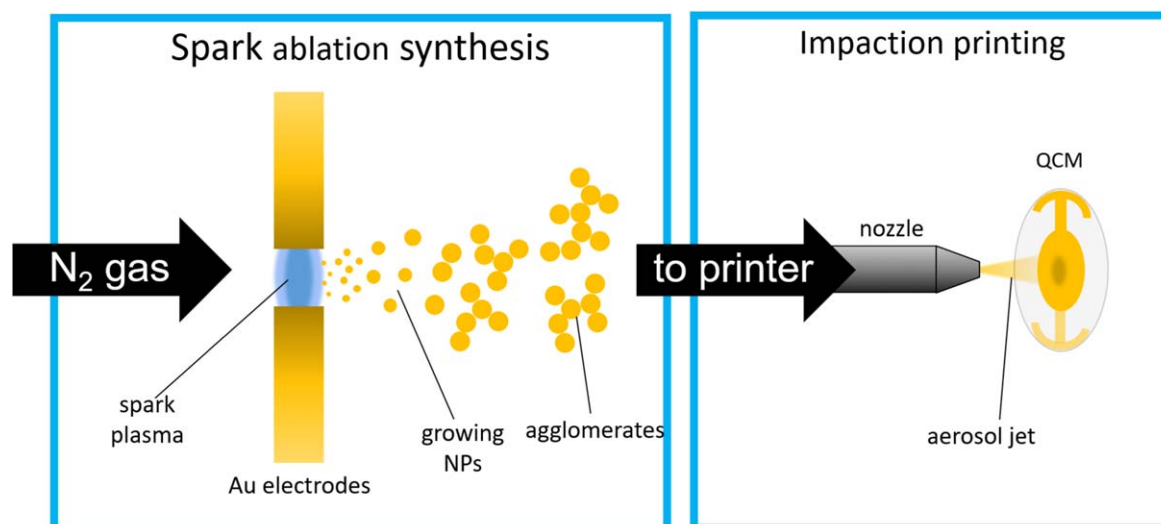 Spark ablation synthesis
N₂ gas
spark
plasma
Au electrodes
growing
NPs
agglomerates
to printer
Impaction printing
nozzle
QCM
aerosol jet